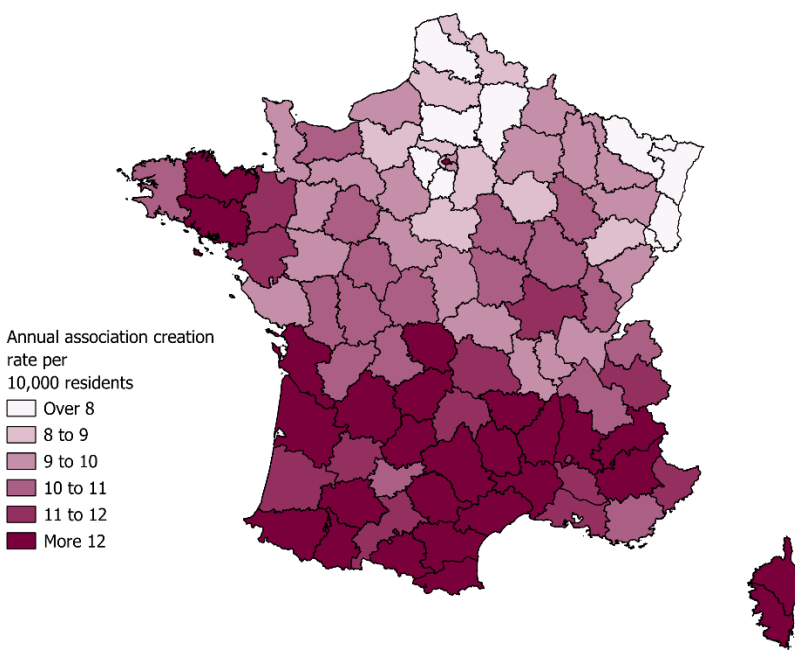 Annual association creation
rate per
10,000 residents
Over 8
8 to 9
9 to 10
10 to 11
11 to 12
More 12